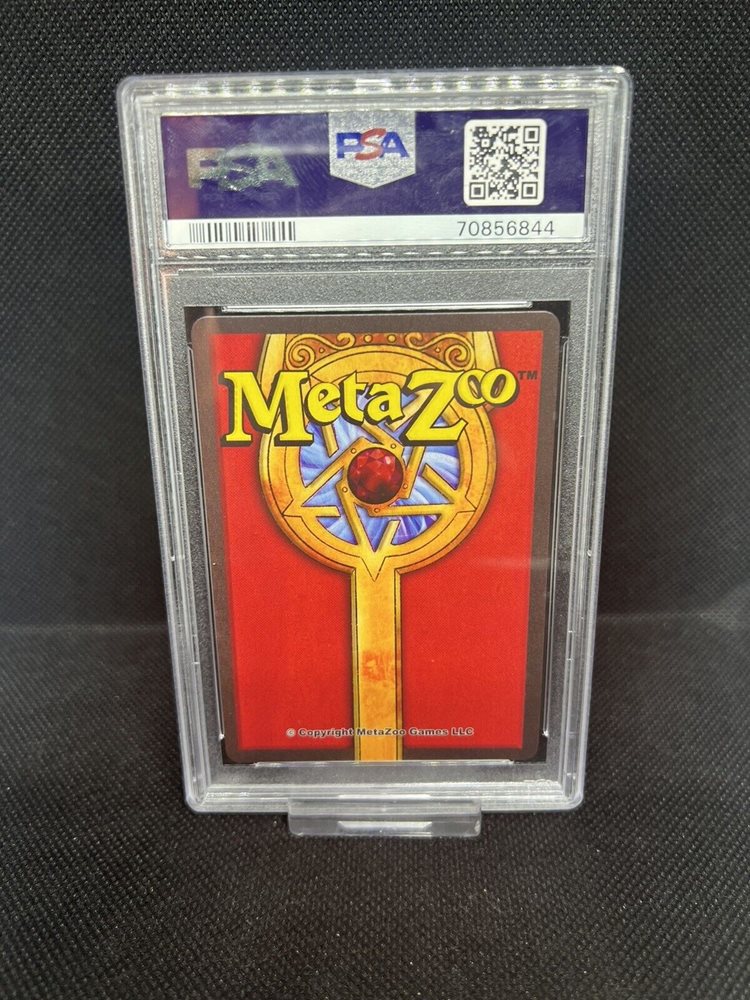 PSA PSA
70856844
MetaZoo™
© Copyright MetaZoo Games LLC